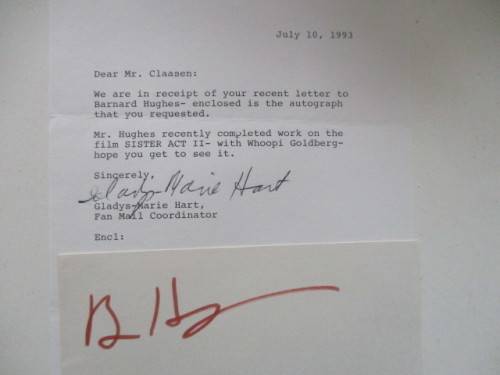 July 10, 1993
Dear Mr. Claasen:
We are in receipt of your recent letter to
Barnard Hughes- enclosed is the autograph
that you requested.
Mr. Hughes recently completed work on the
film SISTER ACT II- with Whoopi Goldberg-
hope you get to see it.
Sincerely,
Gladys-Marie Hart
Gladys-Marie Hart,
Fan Mail Coordinator
Encl: